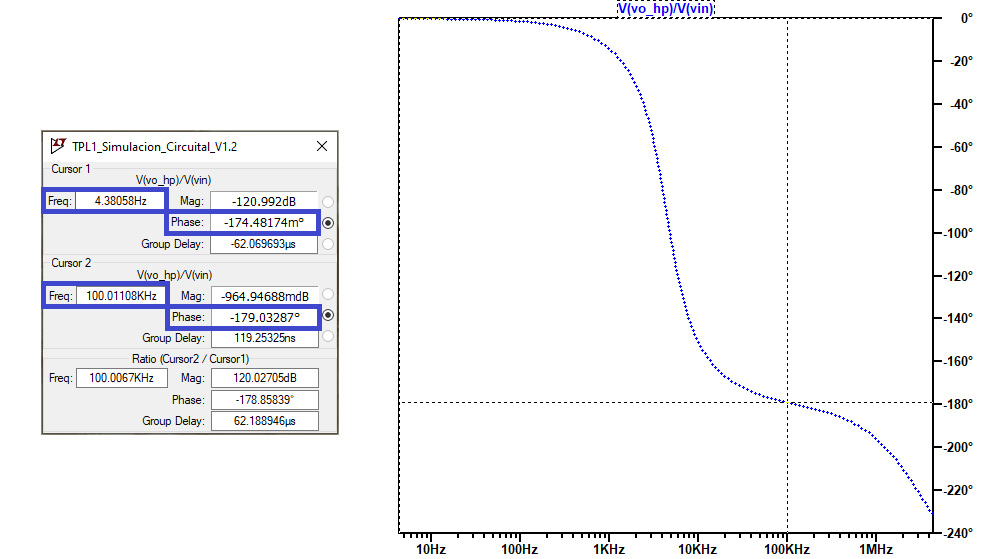 V(vo_hp)/V(vin)
TPL1_Simulacion_Circuital_V1.2
Cursor 1
V(vo_hp)/V(vin)
Freq: 4.38058Hz Mag: -120.992dB
Phase: -174.48174m°
Group Delay: -62.069693µs
Cursor 2
V(vo_hp)/V(vin)
Freq: 100.01108KHz Mag: -964.94688mdB
Phase: -179.03287°
Group Delay: 119.25325ns
Ratio (Cursor2 / Cursor1)
Freq: 100.0067KHz Mag: 120.02705dB
Phase: -178.85839°
Group Delay: 62.188946µs
0°
-20°
-40°
-60°
-80°
-100°
-120°
-140°
-160°
-180°
-200°
-220°
-240°
10Hz 100Hz 1KHz 10KHz 100KHz 1MHz